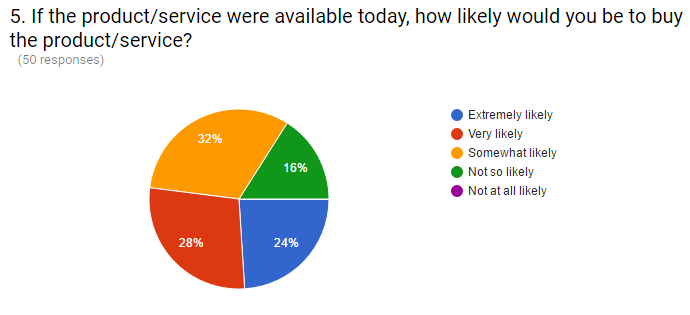 5. If the product/service were available today, how likely would you be to buy
the product/service?
(50 responses)
Extremely likely
Very likely
Somewhat likely
Not so likely
Not at all likely
32%
16%
28%
24%